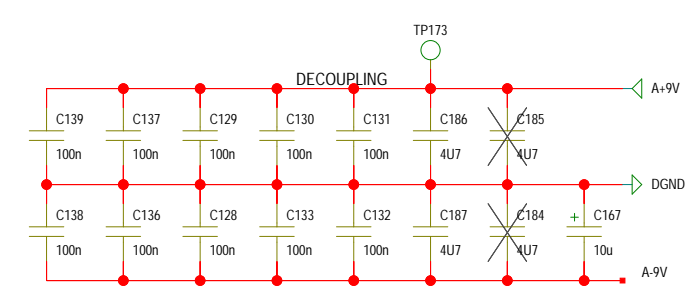 TP173
DECOUPLING
A+9V
C139 C137 C129 C130 C131 C186 C185
100n 100n 100n 100n 100n 4U7 4U7
DGND
C138 C136 C128 C133 C132 C187 C184 + C167
100n 100n 100n 100n 100n 4U7 4U7 10u
A-9V